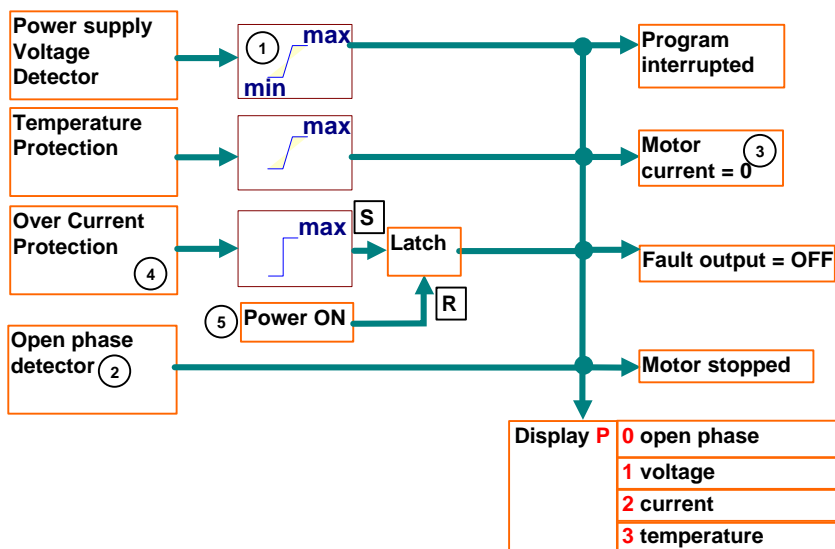 Power supply
Voltage
Detector
1
max
min
Program
interrupted
Temperature
Protection
max
Motor
current = 0
3
Over Current
Protection
4
max
S
Latch
Fault output = OFF
R
5
Power ON
Open phase
detector
2
Motor stopped
Display P
0 open phase
1 voltage
2 current
3 temperature